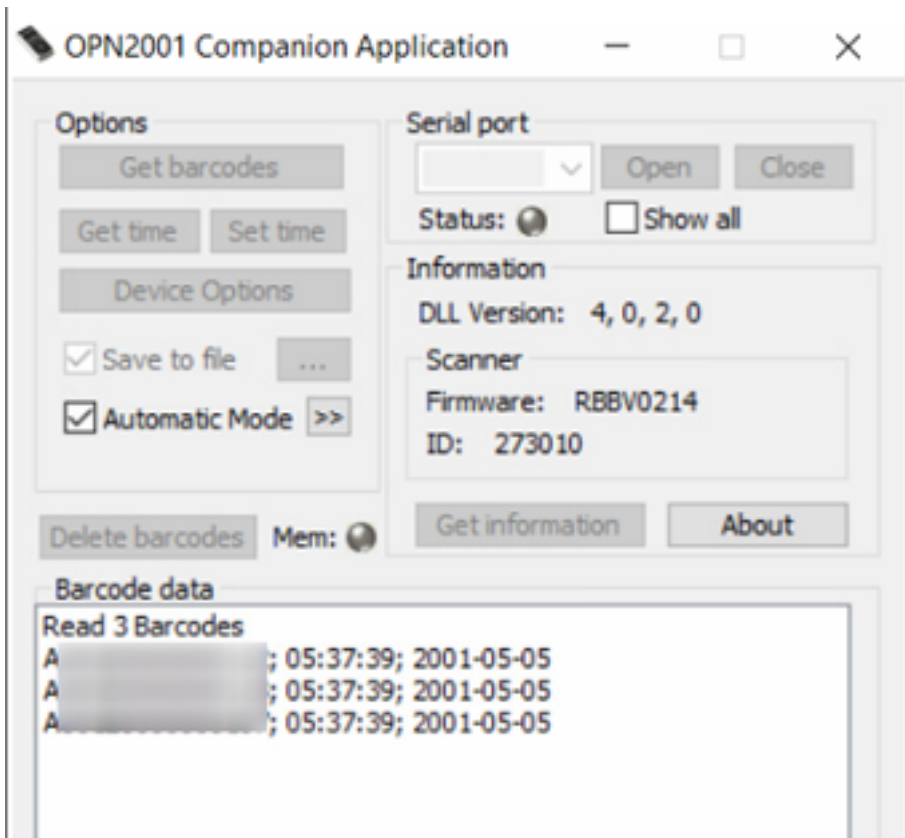 OPN2001 Companion Application
Options
Get barcodes
Get time Set time
Device Options
Save to file ...
Automatic Mode >>
Delete barcodes Mem:
Serial port
Open Close
Status: Show all
Information
DLL Version: 4, 0, 2, 0
Scanner
Firmware: RBBV0214
ID: 273010
Get information About
Barcode data
Read 3 Barcodes
A ; 05:37:39; 2001-05-05
A ; 05:37:39; 2001-05-05
A ; 05:37:39; 2001-05-05